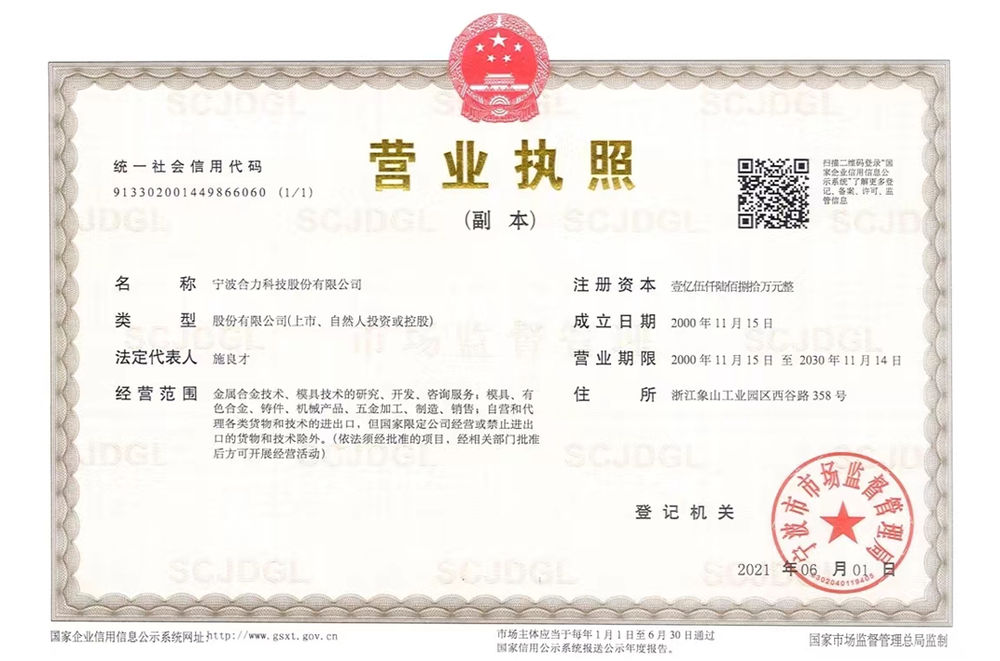 营业执照
(副 本)
统一社会信用代码
913302001449866060 (1/1)
扫描二维码登录“国
家企业信用信息公
示系统”了解更多登
记、备案、许可、监
管信息
名 称 宁波合力科技股份有限公司
类 型 股份有限公司(上市、自然人投资或控股)
法定代表人 施良才
经营范围 金属合金技术、模具技术的研究、开发、咨询服务；模具、有
色合金、铸件、机械产品、五金加工、制造、销售；自营和代
理各类货物和技术的进出口，但国家限定公司经营或禁止进出
口的货物和技术除外。（依法须经批准的项目，经相关部门批准
后方可开展经营活动）
注册资本 壹亿伍仟陆佰捌拾万元整
成立日期 2000 年 11 月 15 日
营业期限 2000 年 11 月 15 日 至 2030 年 11 月 14 日
住 所 浙江象山工业园区西谷路 358 号
登记机关
宁波市市场监督管理局
2021 年 06 月 01 日
国家企业信用信息公示系统网址:http://www.gsxt.gov.cn
市场主体应当于每年 1 月 1 日至 6 月 30 日通过
国家信用公示系统报送公示年度报告。
国家市场监督管理总局监制
SCJDGL
市场监督管理